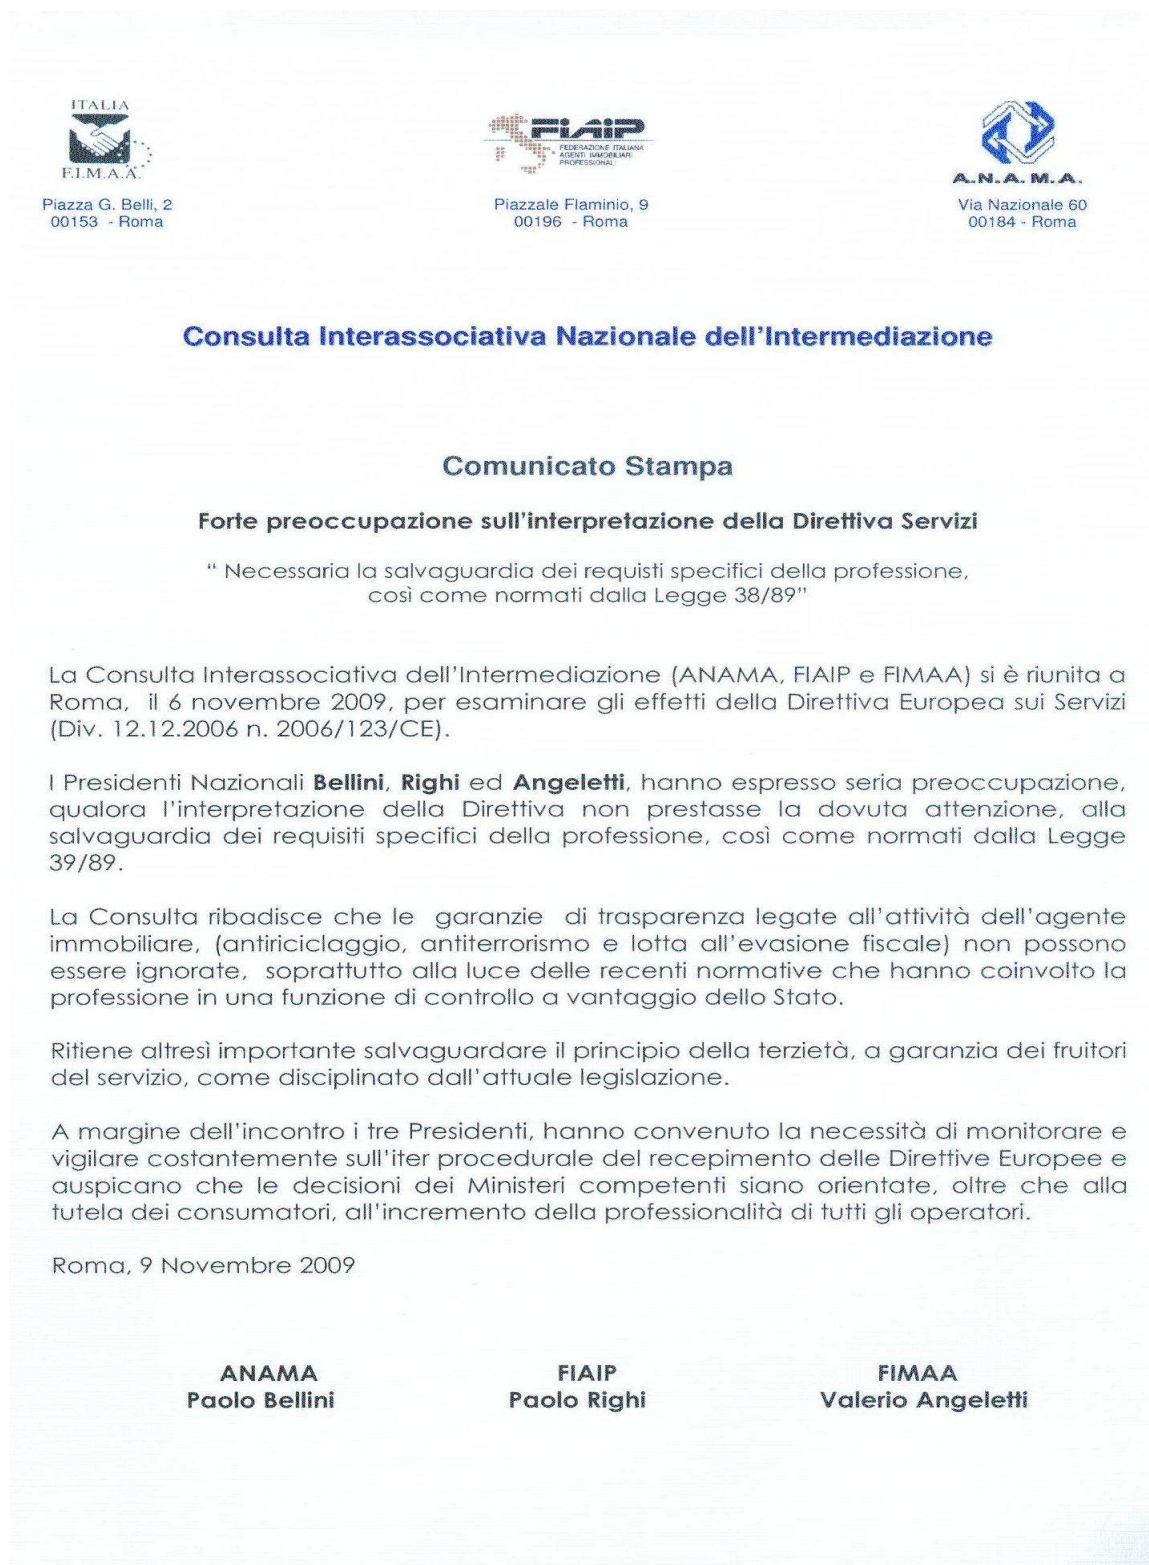 ITALIA
F.I.M.A.A.
Piazza G. Belli, 2
00153 - Roma
FIAIP
FEDERAZIONE ITALIANA
AGENTI IMMOBILIARI
PROFESSIONALI
Piazzale Flaminio, 9
00196 - Roma
A.N.A.M.A.
Via Nazionale 60
00184 - Roma
Consulta Interassociativa Nazionale dell'Intermediazione
Comunicato Stampa
Forte preoccupazione sull'interpretazione della Direttiva Servizi
“ Necessaria la salvaguardia dei requisti specifici della professione,
così come normati dalla Legge 38/89”
La Consulta Interassociativa dell'Intermediazione (ANAMA, FIAIP e FIMAA) si è riunita a
Roma, il 6 novembre 2009, per esaminare gli effetti della Direttiva Europea sui Servizi
(Div. 12.12.2006 n. 2006/123/CE).
I Presidenti Nazionali Bellini, Righi ed Angeletti, hanno espresso seria preoccupazione,
qualora l'interpretazione della Direttiva non prestasse la dovuta attenzione, alla
salvaguardia dei requisiti specifici della professione, così come normati dalla Legge
39/89.
La Consulta ribadisce che le garanzie di trasparenza legate all'attività dell'agente
immobiliare, (antiriciclaggio, antiterrorismo e lotta all'evasione fiscale) non possono
essere ignorate, soprattutto alla luce delle recenti normative che hanno coinvolto la
professione in una funzione di controllo a vantaggio dello Stato.
Ritiene altresì importante salvaguardare il principio della terzietà, a garanzia dei fruitori
del servizio, come disciplinato dall'attuale legislazione.
A margine dell'incontro i tre Presidenti, hanno convenuto la necessità di monitorare e
vigilare costantemente sull'iter procedurale del recepimento delle Direttive Europee e
auspicano che le decisioni dei Ministeri competenti siano orientate, oltre che alla
tutela dei consumatori, all'incremento della professionalità di tutti gli operatori.
Roma, 9 Novembre 2009
ANAMA
Paolo Bellini
FIAIP
Paolo Righi
FIMAA
Valerio Angeletti